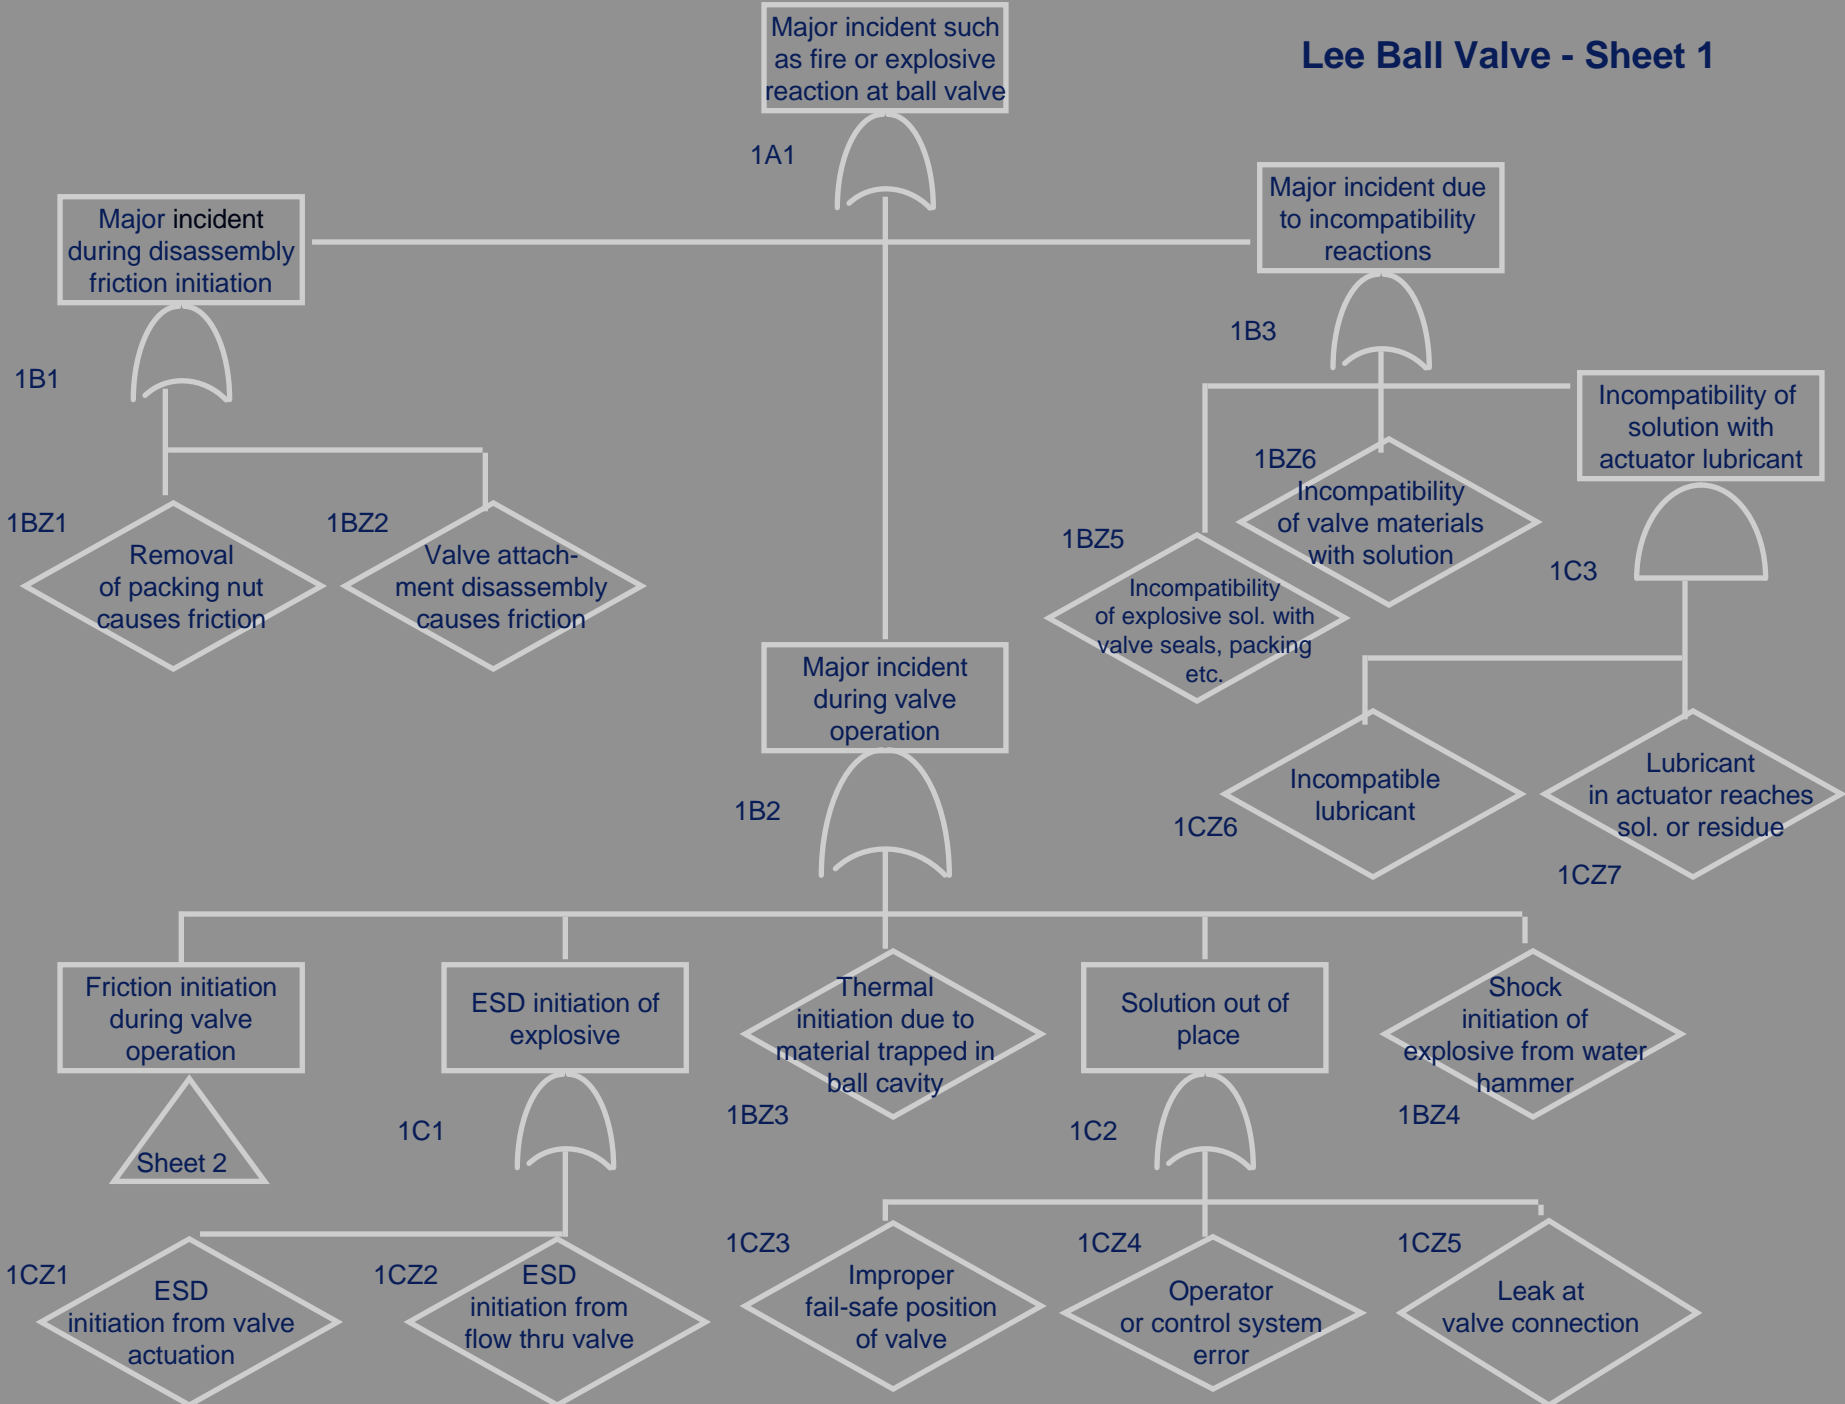 Major incident such
as fire or explosive
reaction at ball valve
Lee Ball Valve - Sheet 1
1A1
Major incident
during disassembly
friction initiation
Major incident due
to incompatibility
reactions
1B1
1B3
Incompatibility of
solution with
actuator lubricant
1BZ1
Removal
of packing nut
causes friction
1BZ2
Valve attach-
ment disassembly
causes friction
1BZ6
Incompatibility
of valve materials
with solution
1BZ5
Incompatibility
of explosive sol. with
valve seals, packing
etc.
1C3
Major incident
during valve
operation
1B2
Incompatible
lubricant
1CZ6
Lubricant
in actuator reaches
sol. or residue
1CZ7
Friction initiation
during valve
operation
Sheet 2
ESD initiation of
explosive
1C1
Thermal
initiation due to
material trapped in
ball cavity
1BZ3
Solution out of
place
1C2
Shock
initiation of
explosive from water
hammer
1BZ4
1CZ1
ESD
initiation from valve
actuation
1CZ2
ESD
initiation from
flow thru valve
1CZ3
Improper
fail-safe position
of valve
1CZ4
Operator
or control system
error
1CZ5
Leak at
valve connection